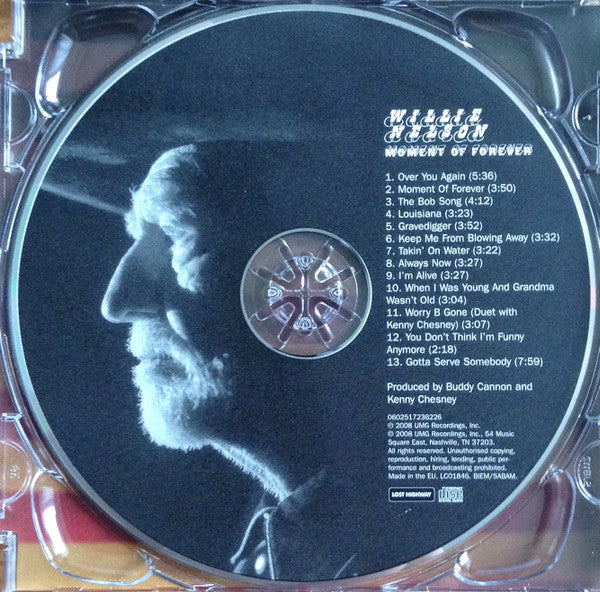 WILLIE
NELSON
MOMENT OF FOREVER
1. Over You Again (5:36)
2. Moment Of Forever (3:50)
3. The Bob Song (4:12)
4. Louisiana (3:23)
5. Gravedigger (3:52)
6. Keep Me From Blowing Away (3:32)
7. Takin' On Water (3:22)
8. Always Now (3:27)
9. I'm Alive (3:27)
10. When I Was Young And Grandma
Wasn't Old (3:04)
11. Worry B Gone (Duet with
Kenny Chesney) (3:07)
12. You Don't Think I'm Funny
Anymore (2:18)
13. Gotta Serve Somebody (7:59)
Produced by Buddy Cannon and
Kenny Chesney
0602517236226
℗ 2008 UMG Recordings, Inc.
© 2008 UMG Recordings, Inc., 54 Music
Square East, Nashville, TN 37203.
All rights reserved. Unauthorised copying,
reproduction, hiring, lending, public per-
formance and broadcasting prohibited.
Made in the EU. LC01846. BIEM/SABAM.
LOST HIGHWAY